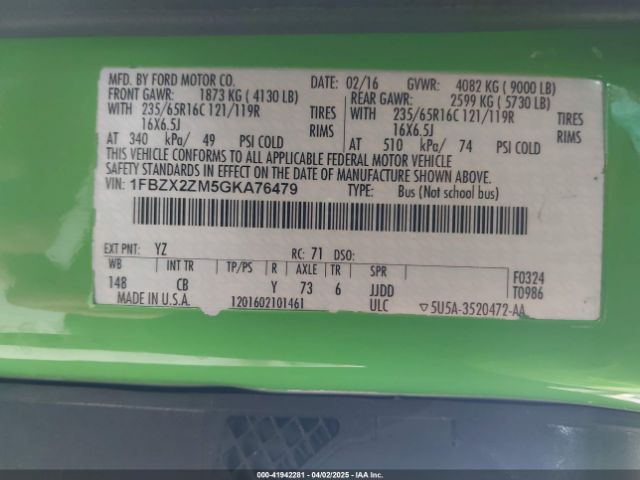 MFD. BY FORD MOTOR CO. DATE: 02/16 GVWR: 4082 KG ( 9000 LB)
FRONT GAWR: 1873 KG ( 4130 LB) REAR GAWR: 2599 KG ( 5730 LB)
WITH 235/65R16C 121/119R TIRES WITH 235/65R16C 121/119R TIRES
16X6.5J RIMS 16X6.5J RIMS
AT 340 kPa/ 49 PSI COLD AT 510 kPa/ 74 PSI COLD
THIS VEHICLE CONFORMS TO ALL APPLICABLE FEDERAL MOTOR VEHICLE
SAFETY STANDARDS IN EFFECT ON THE DATE OF MANUFACTURE SHOWN ABOVE.
VIN: 1FBZX2ZM5GKA76479 TYPE: Bus (Not school bus)
EXT PNT: YZ RC: 71 DSO:
WB INT TR TP/PS R AXLE TR SPR F0324
148 CB Y 73 6 JJDD T0986
MADE IN U.S.A. 1201602101461 ULC ▽5U5A-3520472-AA
000-41942281 - 04/02/2025 - IAAI.COM